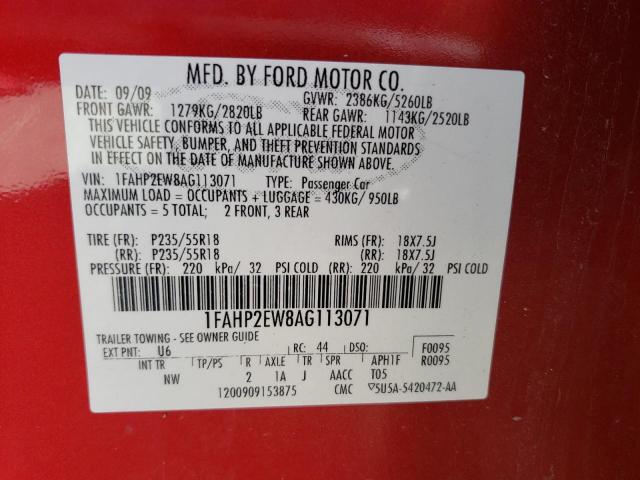 MFD. BY FORD MOTOR CO.
DATE: 09/09 GVWR: 2386KG/5260LB
FRONT GAWR: 1279KG/2820LB REAR GAWR: 1143KG/2520LB
THIS VEHICLE CONFORMS TO ALL APPLICABLE FEDERAL MOTOR
VEHICLE SAFETY, BUMPER, AND THEFT PREVENTION STANDARDS
IN EFFECT ON THE DATE OF MANUFACTURE SHOWN ABOVE.
VIN: 1FAHP2EW8AG113071 TYPE: Passenger Car
MAXIMUM LOAD = OCCUPANTS + LUGGAGE = 430KG/950LB
OCCUPANTS = 5 TOTAL; 2 FRONT, 3 REAR
TIRE (FR): P235/55R18 RIMS (FR): 18X7.5J
(RR): P235/55R18 (RR): 18X7.5J
PRESSURE (FR): 220 kPa/ 32 PSI COLD (RR): 220 kPa/ 32 PSI COLD
1FAHP2EW8AG113071
TRAILER TOWING - SEE OWNER GUIDE
EXT PNT: U6 RC: 44 DSO: F0095
INT TR TP/PS R AXLE TR SPR APH1F R0095
NW 2 1A J AACC T05
1200909153875 CMC ▽5U5A-5420472-AA